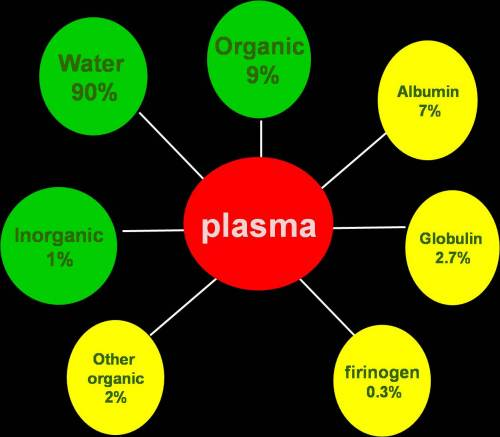 Water
90%
Organic
9%
Albumin
7%
plasma
Inorganic
1%
Globulin
2.7%
Other
organic
2%
firinogen
0.3%